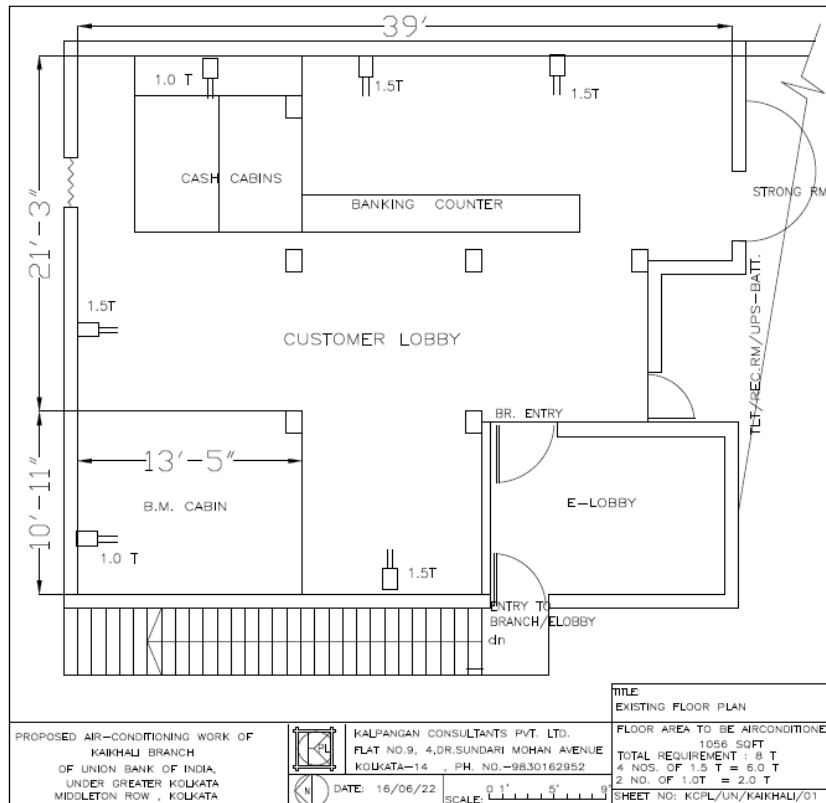 39'
1.0 T
1.5T
1.5T
CASH CABINS
BANKING COUNTER
STRONG RM
21'-3"
1.5T
CUSTOMER LOBBY
TLT/REC.RM/UPS-BATT.
BR. ENTRY
13'-5"
10'-11"
B.M. CABIN
E-LOBBY
1.0 T
1.5T
ENTRY TO
BRANCH/ELOBBY
dn
TITLE:
EXISTING FLOOR PLAN
PROPOSED AIR-CONDITIONING WORK OF
KAIKHALI BRANCH
OF UNION BANK OF INDIA,
UNDER GREATER KOLKATA
MIDDLETON ROW , KOLKATA
PL
KALPANGAN CONSULTANTS PVT. LTD.
FLAT NO.9, 4,DR.SUNDARI MOHAN AVENUE
KOLKATA-14 , PH. NO.-9830162952
N
DATE: 16/06/22
SCALE: 0 1' 5' 9'
FLOOR AREA TO BE AIRCONDITIONE
1056 SQFT
TOTAL REQUIREMENT : 8 T
4 NOS. OF 1.5 T = 6.0 T
2 NO. OF 1.0T = 2.0 T
SHEET NO: KCPL/UN/KAIKHALI/01